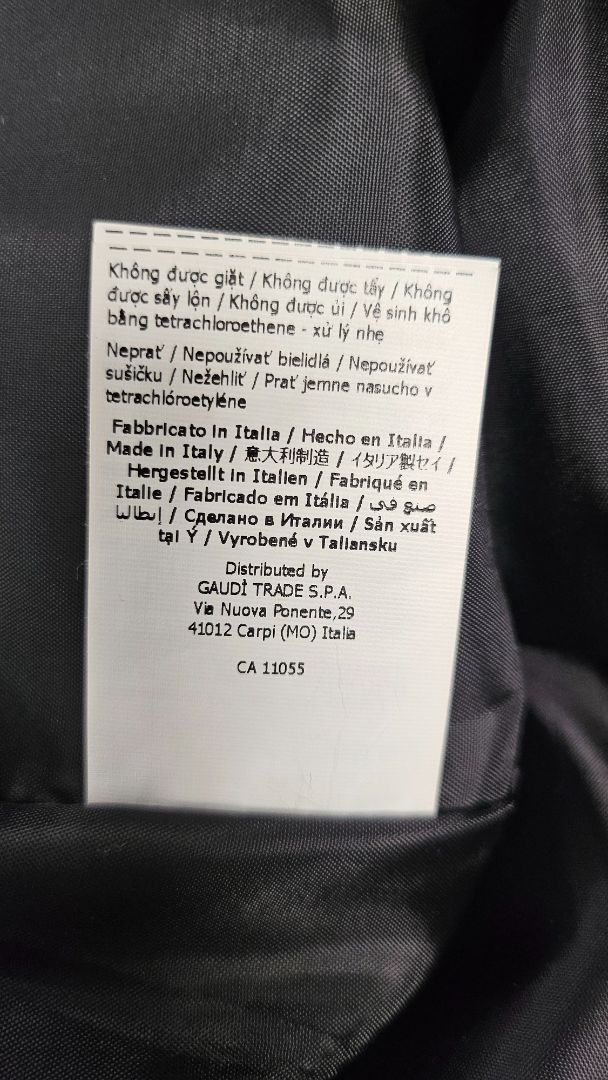 Không được giặt / Không được tẩy / Không
được sấy lộn / Không được ủi / Vệ sinh khô
bằng tetrachloroethene - xử lý nhẹ
Neprať / Nepoužívať bielidlá / Nepoužívať
sušičku / Nežehliť / Prať jemne nasucho v
tetrachlóroetyléne
Fabbricato in Italia / Hecho en Italia /
Made in Italy / 意大利制造 / イタリア製セイ /
Hergestellt in Italien / Fabriqué en
Italie / Fabricado em Itália / صنع في
إيطاليا / Сделано в Италии / Sản xuất
tại Ý / Vyrobené v Taliansku
Distributed by
GAUDÌ TRADE S.P.A.
Via Nuova Ponente,29
41012 Carpi (MO) Italia
CA 11055